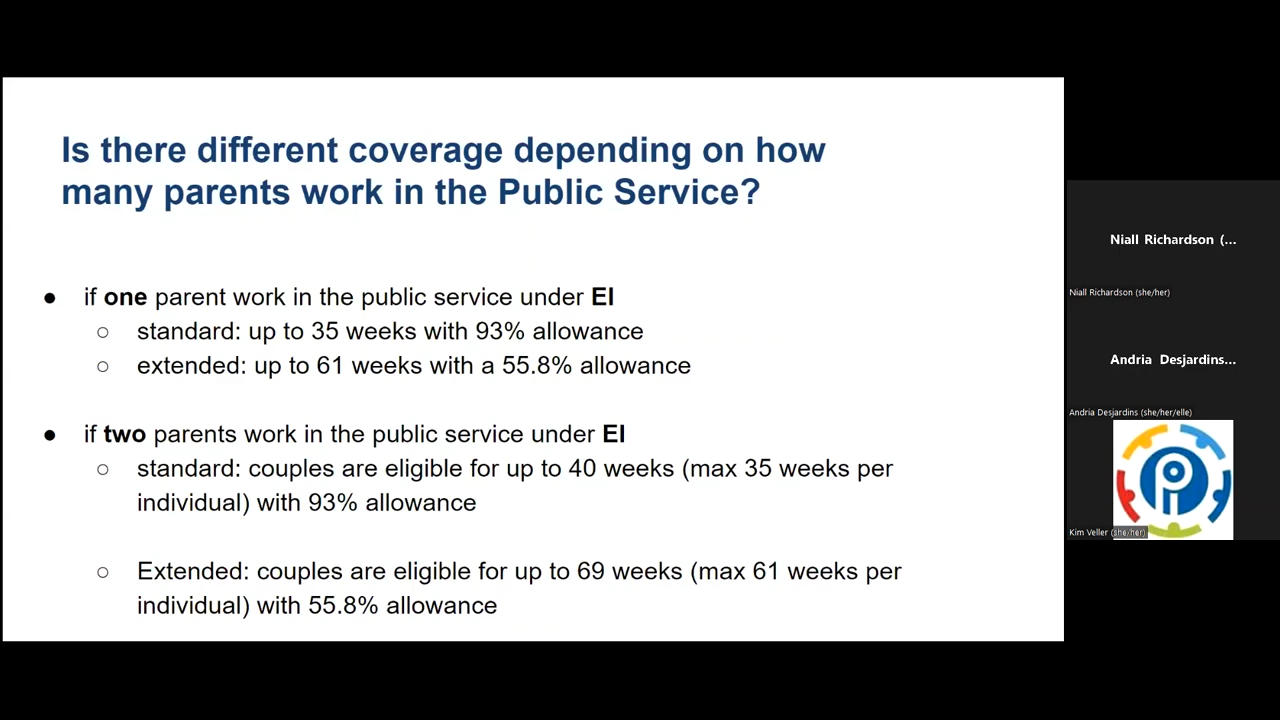 Is there different coverage depending on how
many parents work in the Public Service?
● if one parent work in the public service under EI
○ standard: up to 35 weeks with 93% allowance
○ extended: up to 61 weeks with a 55.8% allowance
● if two parents work in the public service under EI
○ standard: couples are eligible for up to 40 weeks (max 35 weeks per
individual) with 93% allowance
○ Extended: couples are eligible for up to 69 weeks (max 61 weeks per
individual) with 55.8% allowance
Niall Richardson (...
Niall Richardson (she/her)
Andria Desjardins...
Andria Desjardins (she/her/elle)
Kim Veller (she/her)